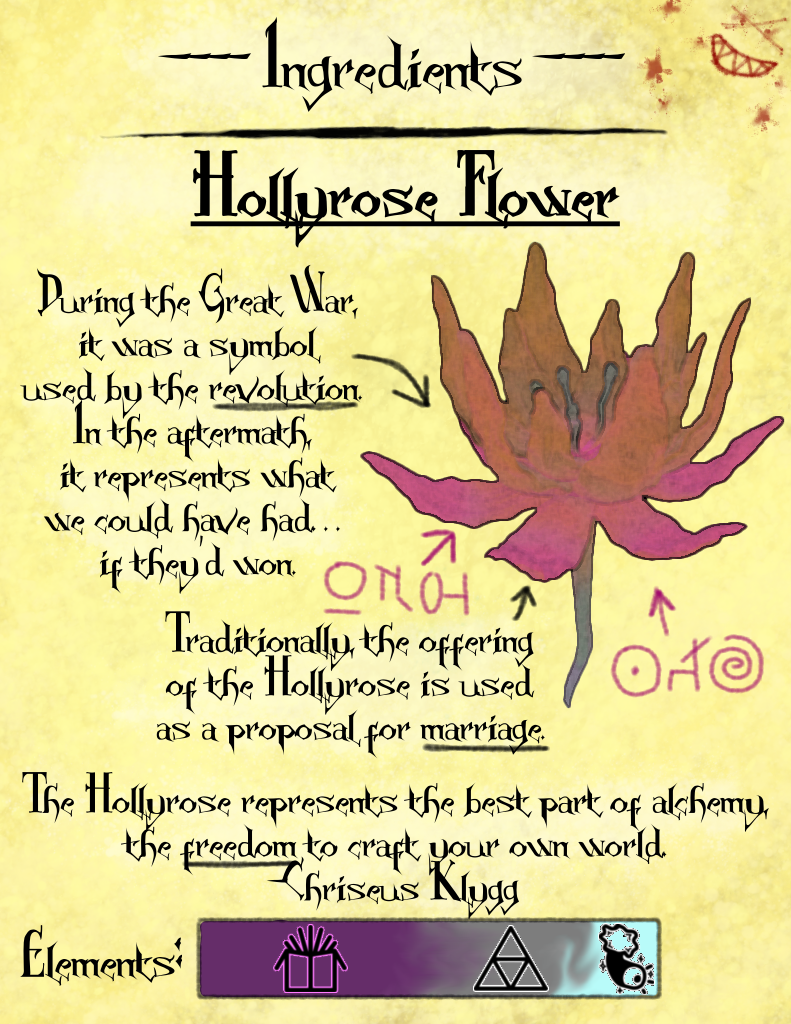 Ingredients
Hollyrose Flower
During the Great War,
it was a symbol
used by the revolution.
In the aftermath,
it represents what
we could have had...
if they'd won.
Traditionally, the offering
of the Hollyrose is used
as a proposal for marriage.
The Hollyrose represents the best part of alchemy,
the freedom to craft your own world.
-Chriseus Klygg
Elements: